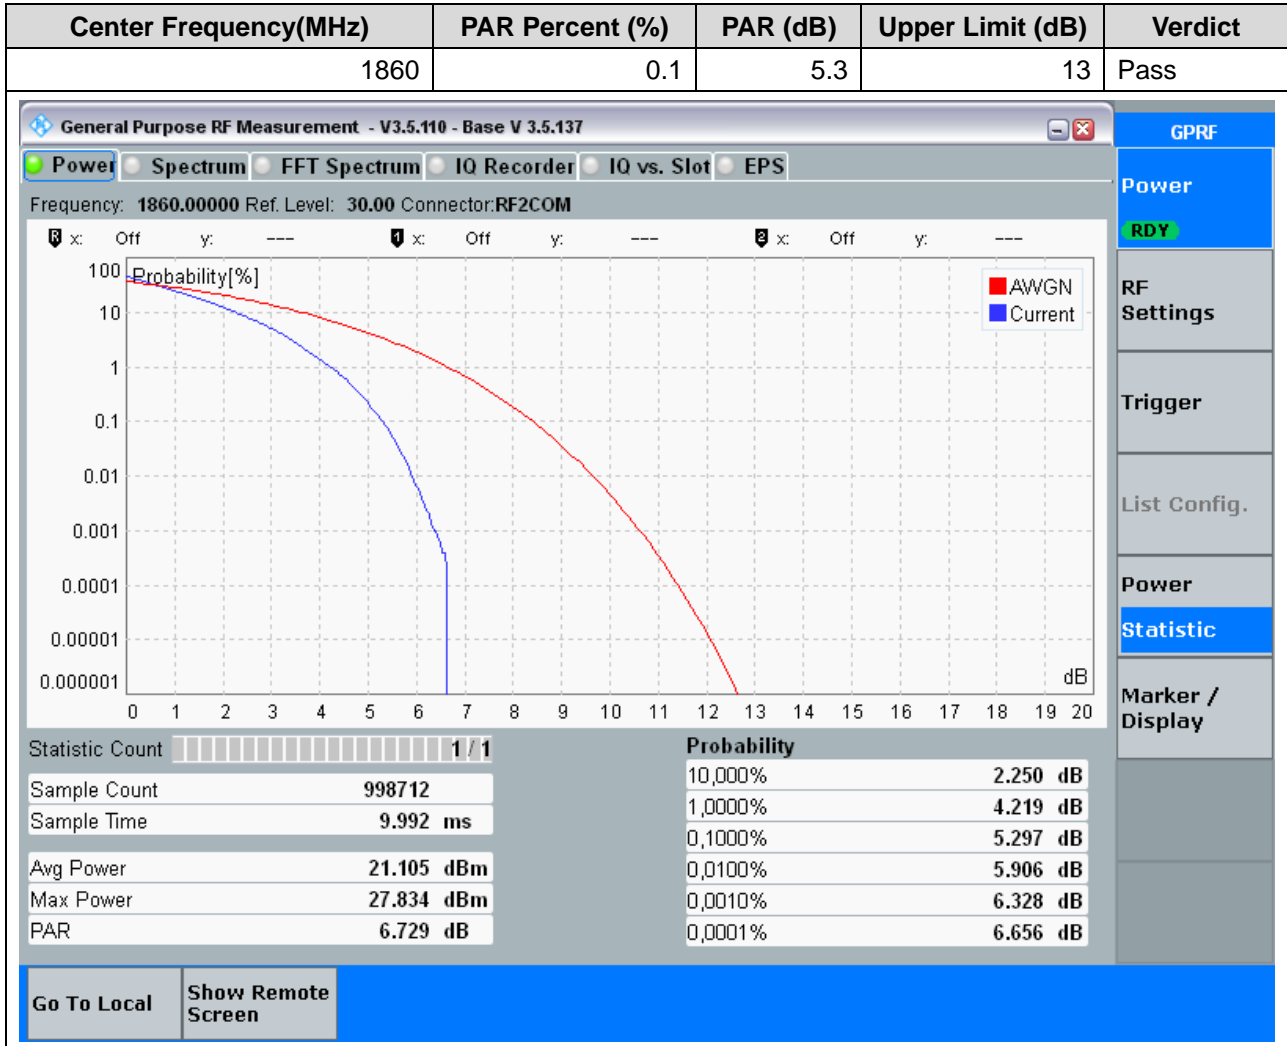 Center Frequency(MHz) PAR Percent (%) PAR (dB) Upper Limit (dB) Verdict
1860 0.1 5.3 13 Pass
General Purpose RF Measurement - V3.5.110 - Base V 3.5.137
GPRF
Power Spectrum FFT Spectrum IQ Recorder IQ vs. Slot EPS
Frequency: 1860.00000 Ref. Level: 30.00 Connector:RF2COM
Power
RDY
R x: Off y: --- 1 x: Off y: --- 2 x: Off y: ---
Probability[%]
AWGN
Current
100
10
1
0.1
0.01
0.001
0.0001
0.00001
0.000001
dB
0 1 2 3 4 5 6 7 8 9 10 11 12 13 14 15 16 17 18 19 20
RF
Settings
Trigger
List Config.
Power
Statistic
Marker /
Display
Statistic Count 1 / 1
Sample Count 998712
Sample Time 9.992 ms
Avg Power 21.105 dBm
Max Power 27.834 dBm
PAR 6.729 dB
Probability
10,000% 2.250 dB
1,0000% 4.219 dB
0,1000% 5.297 dB
0,0100% 5.906 dB
0,0010% 6.328 dB
0,0001% 6.656 dB
Go To Local
Show Remote
Screen